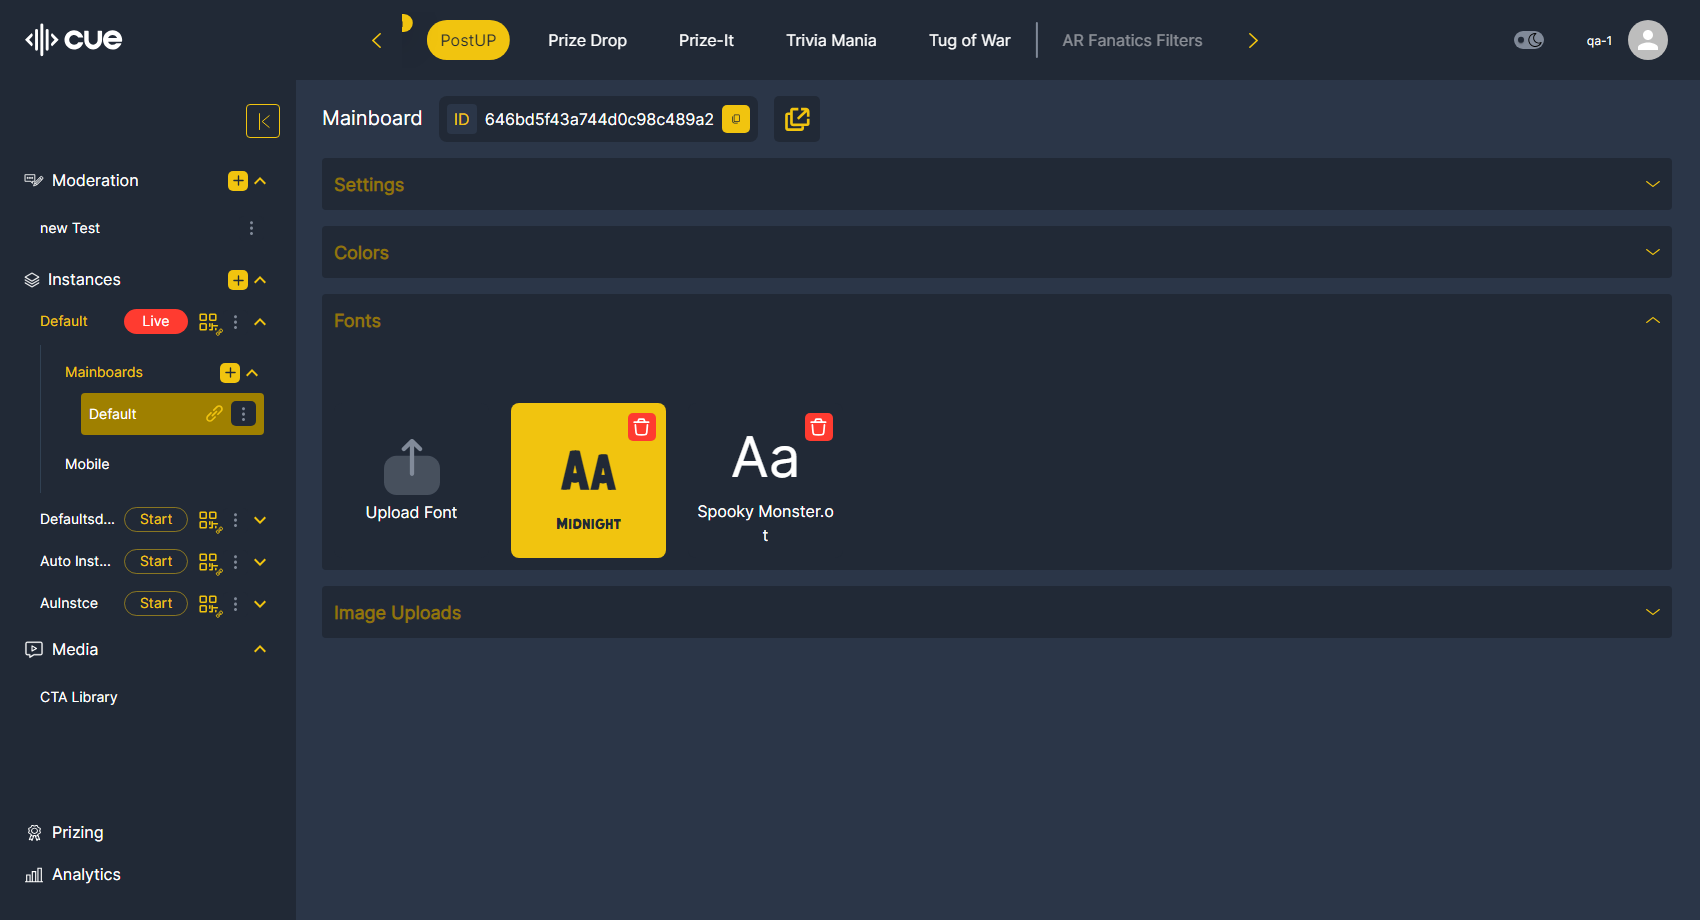 cue
PostUP
Prize Drop
Prize-It
Trivia Mania
Tug of War
AR Fanatics Filters
qa-1
Mainboard
ID 646bd5f43a744d0c98c489a2
Moderation
new Test
Instances
Default Live
Mainboards
Default
Mobile
Defaultsd... Start
Auto Inst... Start
AuInstce Start
Media
CTA Library
Prizing
Analytics
Settings
Colors
Fonts
Upload Font
Aa
Midnight
Aa
Spooky Monster.o
t
Image Uploads